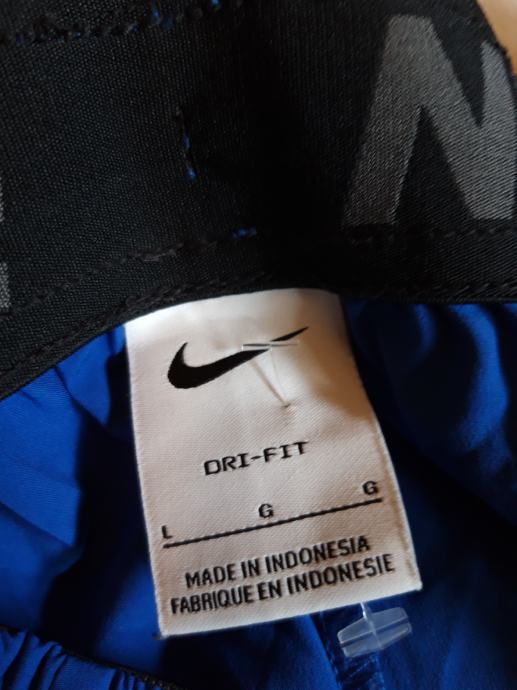 N
DRI-FIT
L G G
MADE IN INDONESIA
FABRIQUE EN INDONESIE